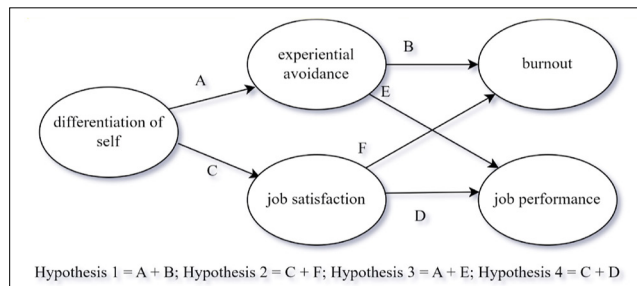 experiential
avoidance
B
burnout
A
E
differentiation of
self
F
C
job satisfaction
D
job performance
Hypothesis 1 = A + B; Hypothesis 2 = C + F; Hypothesis 3 = A + E; Hypothesis 4 = C + D